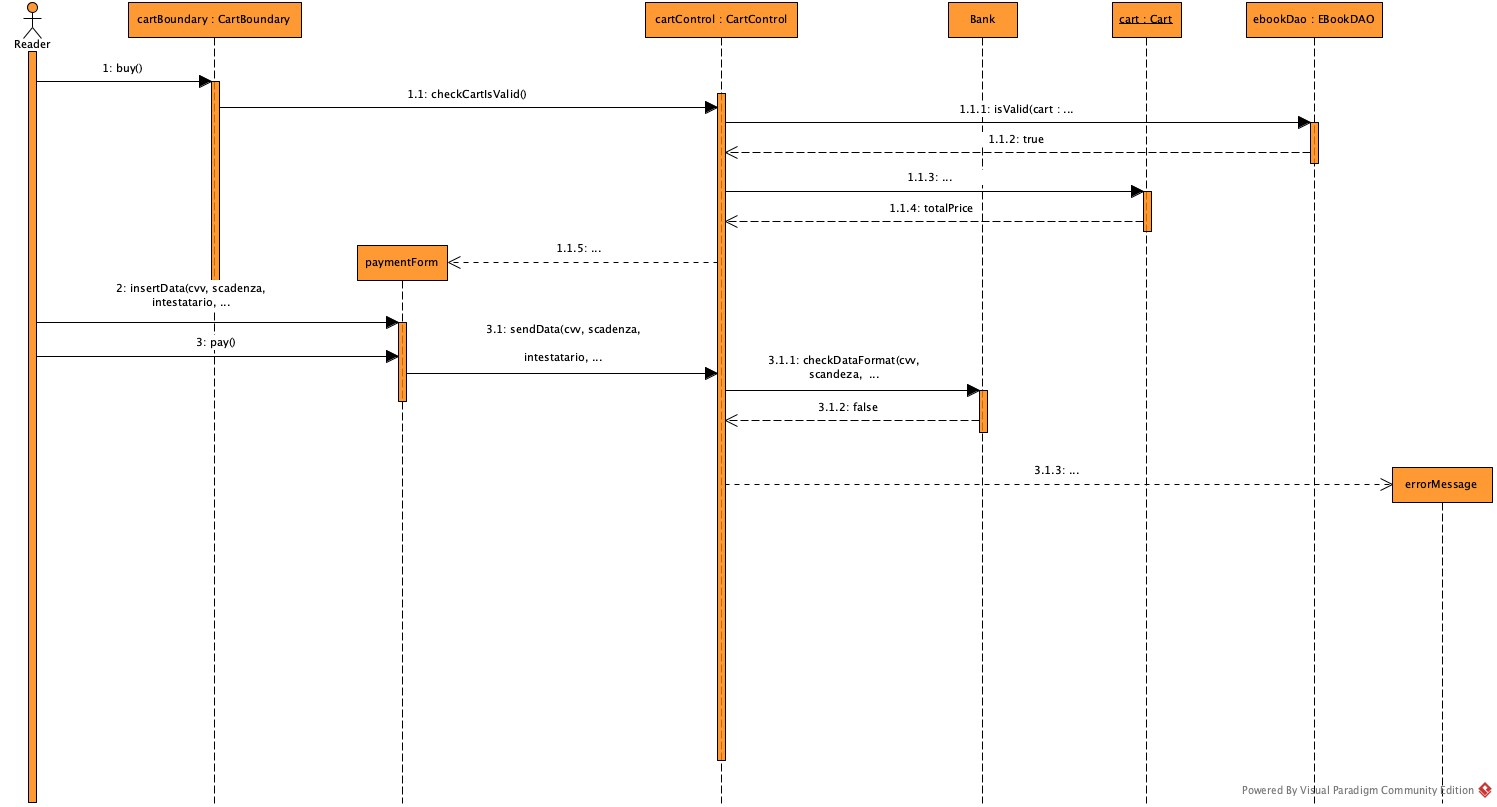 Reader
cartBoundary : CartBoundary
cartControl : CartControl
Bank
cart : Cart
ebookDao : EBookDAO
1: buy()
1.1: checkCartIsValid()
1.1.1: isValid(cart : ...
1.1.2: true
1.1.3: ...
1.1.4: totalPrice
1.1.5: ...
paymentForm
2: insertData(cvv, scadenza,
intestatario, ...
3: pay()
3.1: sendData(cvv, scadenza,
intestatario, ...
3.1.1: checkDataFormat(cvv,
scandeza, ...
3.1.2: false
3.1.3: ...
errorMessage
Powered By Visual Paradigm Community Edition